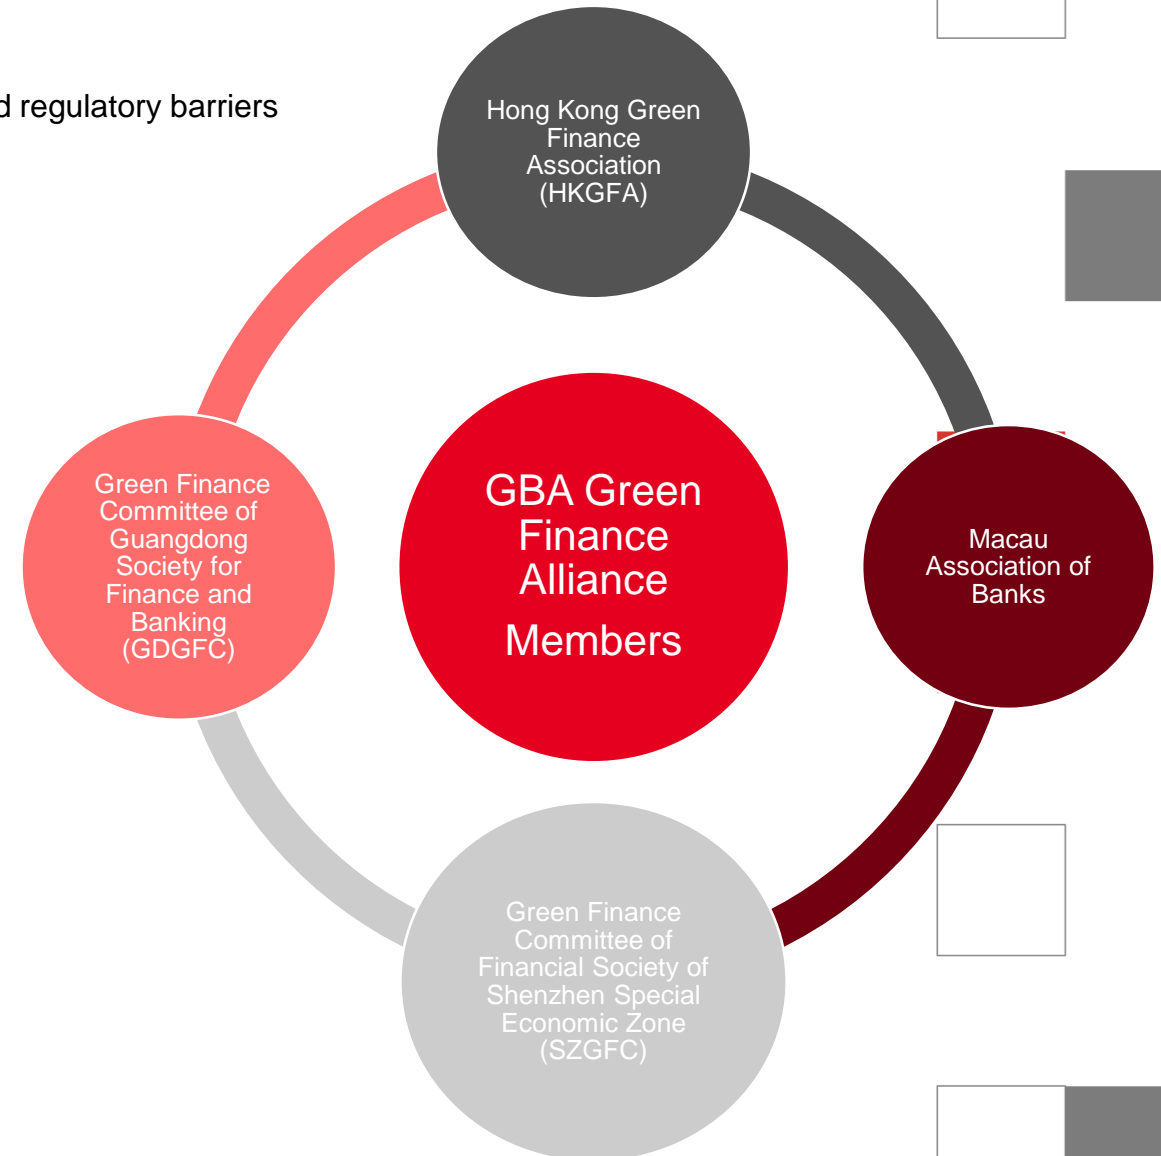 d regulatory barriers
Hong Kong Green
Finance
Association
(HKGFA)
Green Finance
Committee of
Guangdong
Society for
Finance and
Banking
(GDGFC)
GBA Green
Finance
Alliance
Members
Macau
Association of
Banks
Green Finance
Committee of
Financial Society of
Shenzhen Special
Economic Zone
(SZGFC)